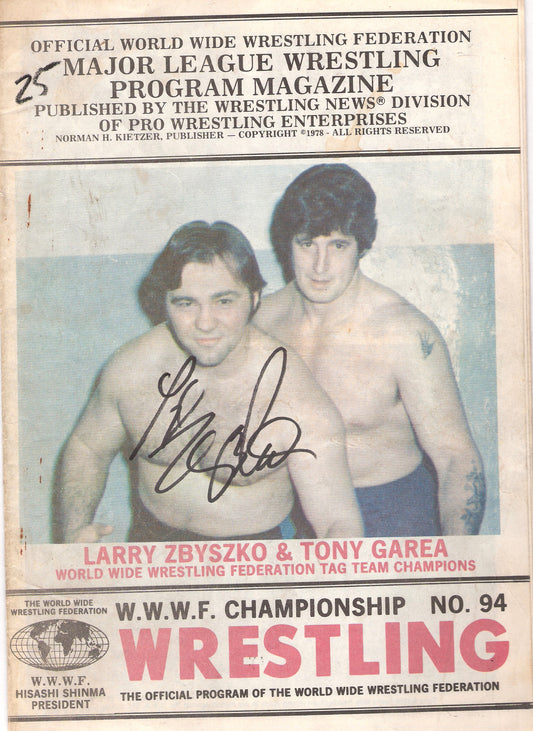 OFFICIAL WORLD WIDE WRESTLING FEDERATION
25
MAJOR LEAGUE WRESTLING
PROGRAM MAGAZINE
PUBLISHED BY THE WRESTLING NEWS® DIVISION
OF PRO WRESTLING ENTERPRISES
NORMAN H. KIETZER, PUBLISHER — COPYRIGHT ©1978 - ALL RIGHTS RESERVED
LARRY ZBYSZKO & TONY GAREA
WORLD WIDE WRESTLING FEDERATION TAG TEAM CHAMPIONS
THE WORLD WIDE
WRESTLING FEDERATION
W.W.W.F.
HISASHI SHINMA
PRESIDENT
W.W.W.F. CHAMPIONSHIP NO. 94
WRESTLING
THE OFFICIAL PROGRAM OF THE WORLD WIDE WRESTLING FEDERATION